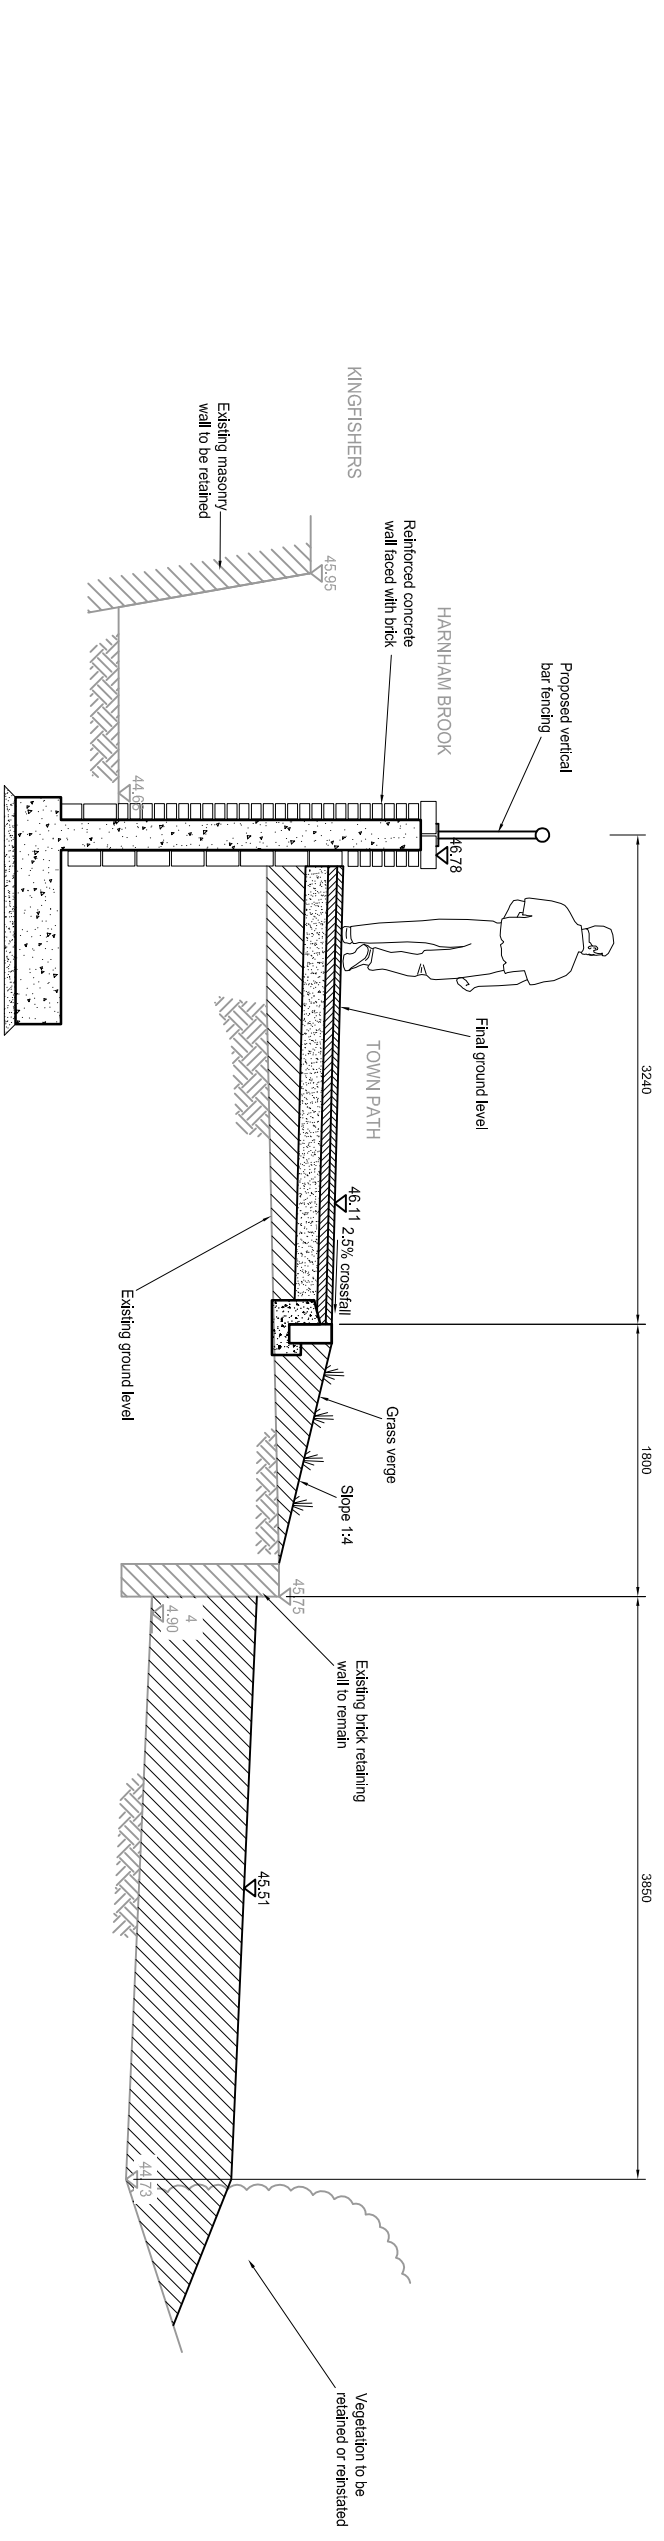 KINGFISHERS
Existing masonry
wall to be retained
45.95
Reinforced concrete
wall faced with brick
HARNHAM BROOK
Proposed vertical
bar fencing
46.78
3240
Final ground level
TOWN PATH
46.11
2.5% crossfall
Existing ground level
1800
Grass verge
Slope 1:4
45.75
4
4.90
Existing brick retaining
wall to remain
3850
45.51
44.73
Vegetation to be
retained or reinstated